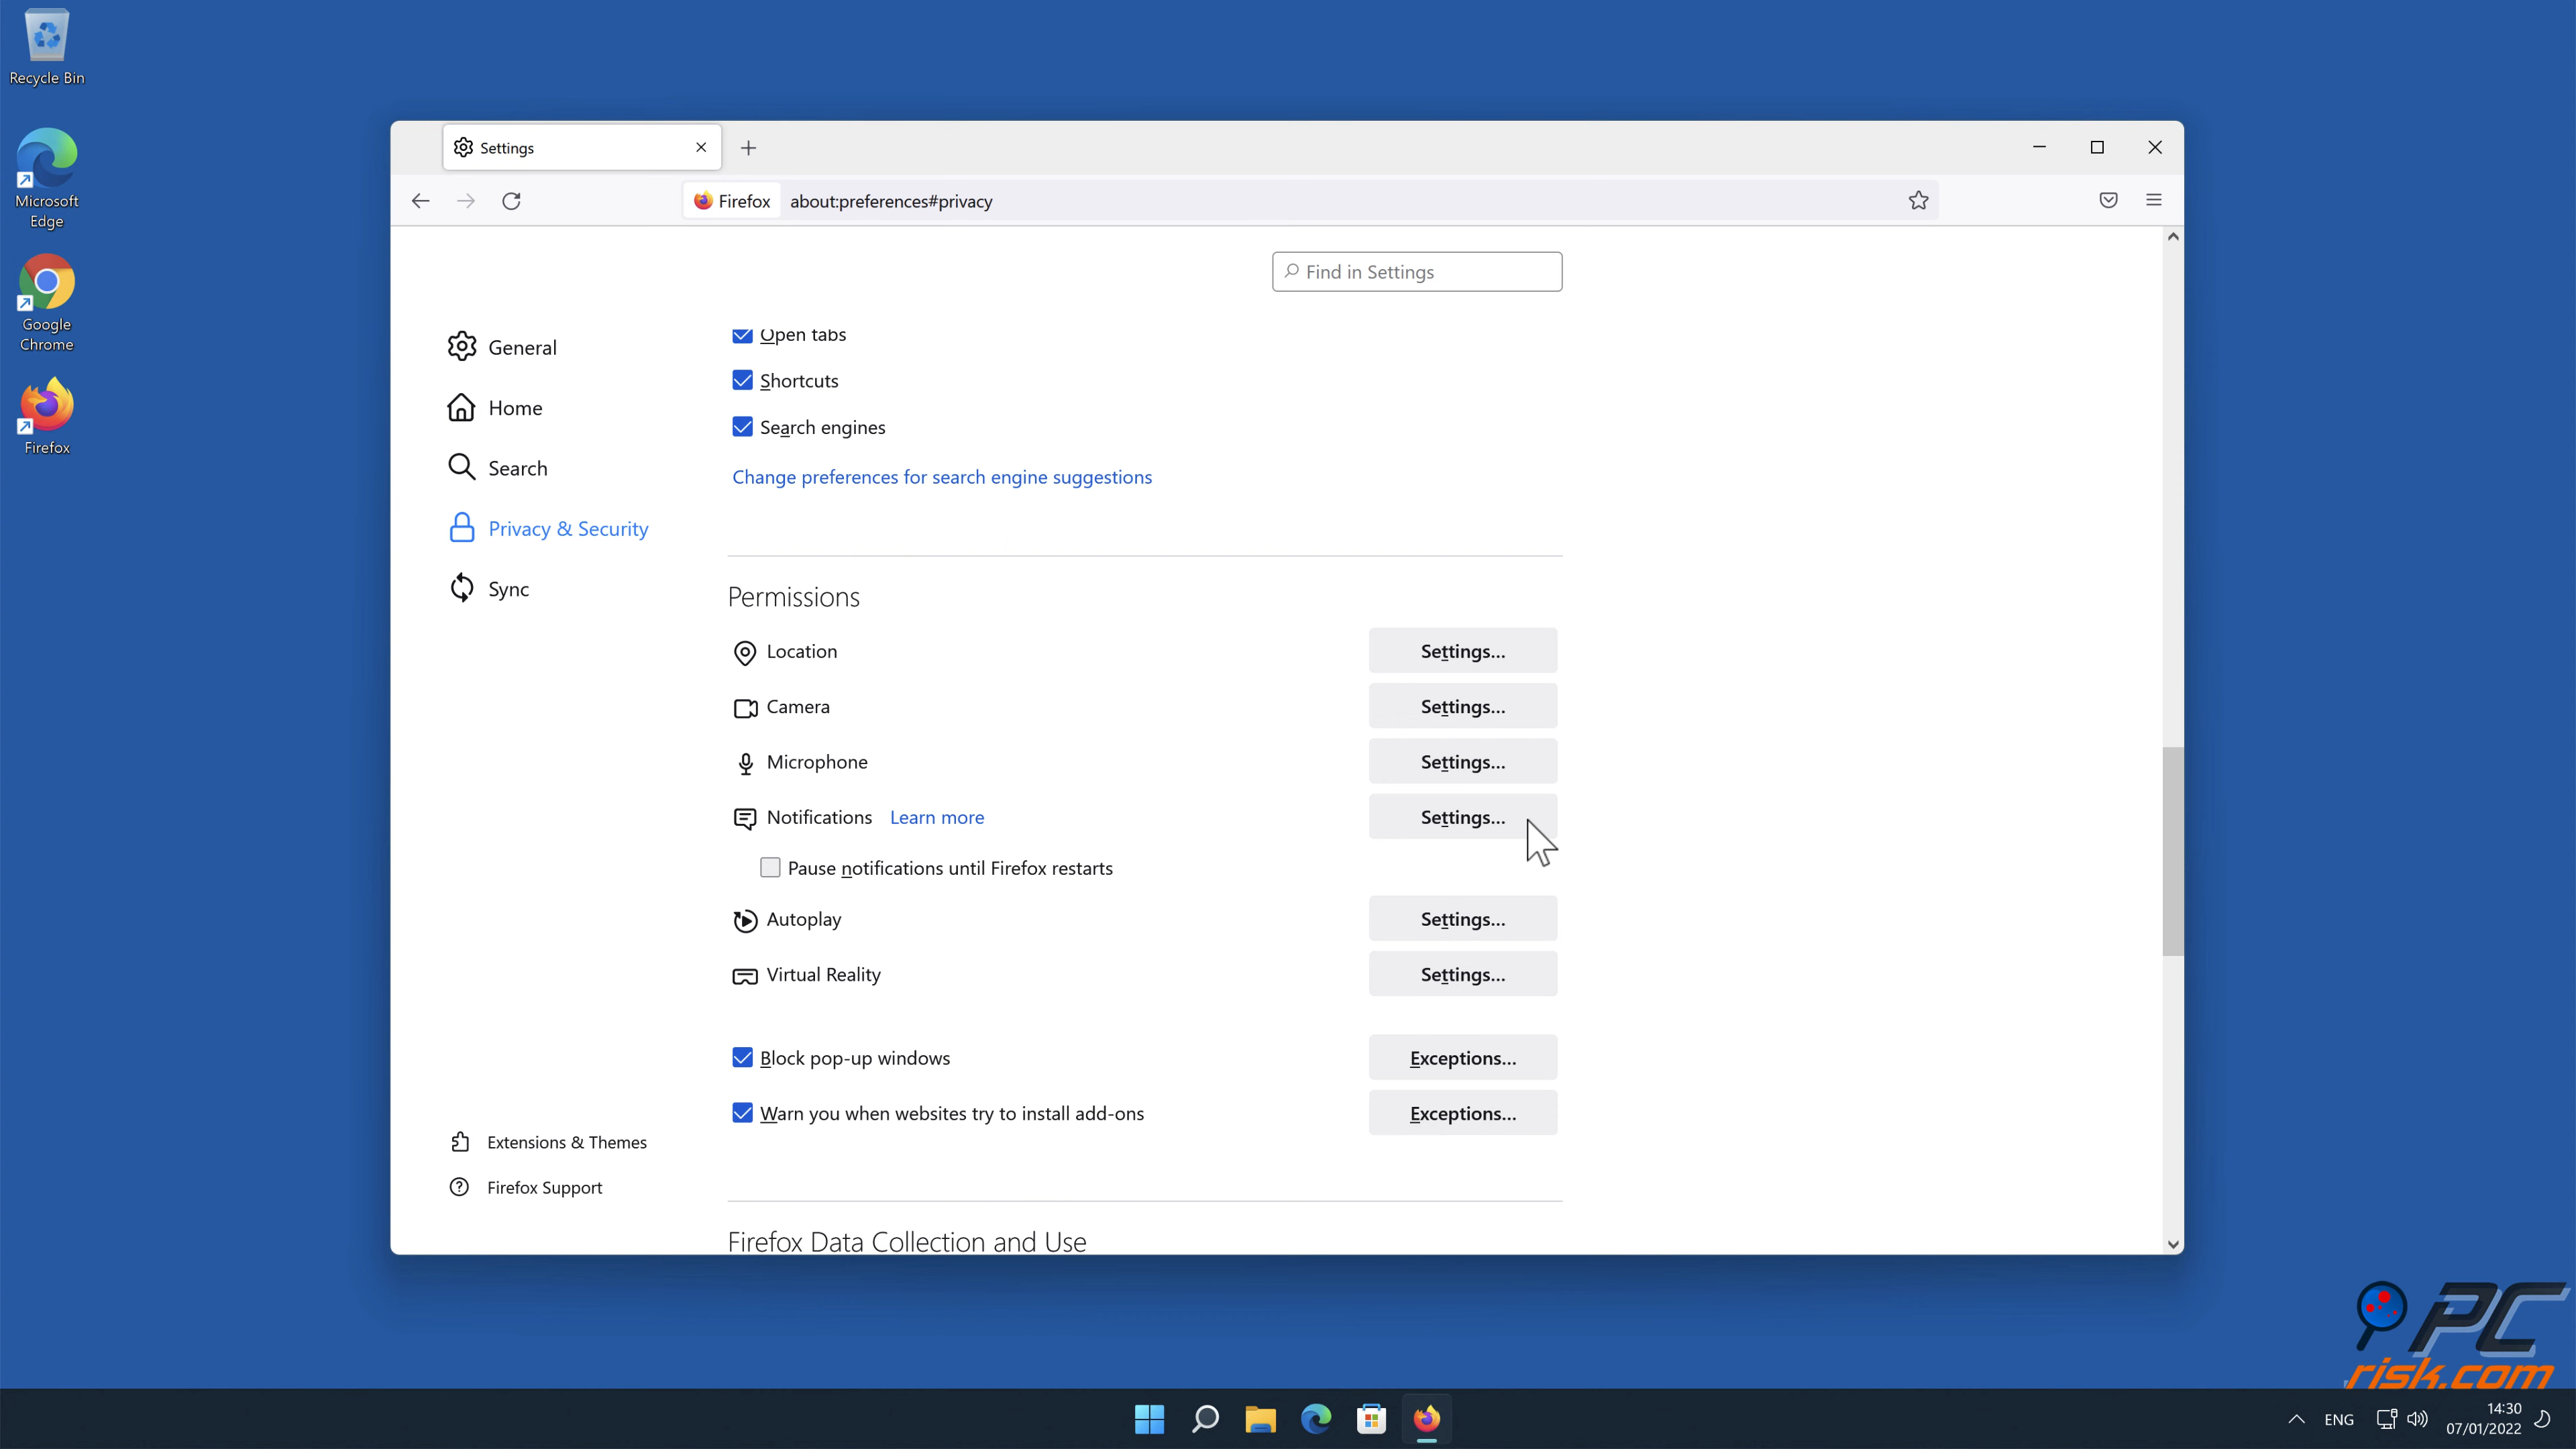 Recycle Bin
Microsoft
Edge
Google
Chrome
Firefox
Settings
Firefox
about:preferences#privacy
Find in Settings
General
Home
Search
Privacy & Security
Sync
Extensions & Themes
Firefox Support
Open tabs
Shortcuts
Search engines
Change preferences for search engine suggestions
Permissions
Location Settings...
Camera Settings...
Microphone Settings...
Notifications Learn more Settings...
Pause notifications until Firefox restarts
Autoplay Settings...
Virtual Reality Settings...
Block pop-up windows Exceptions...
Warn you when websites try to install add-ons Exceptions...
Firefox Data Collection and Use
PC
risk.com
ENG
14:30
07/01/2022